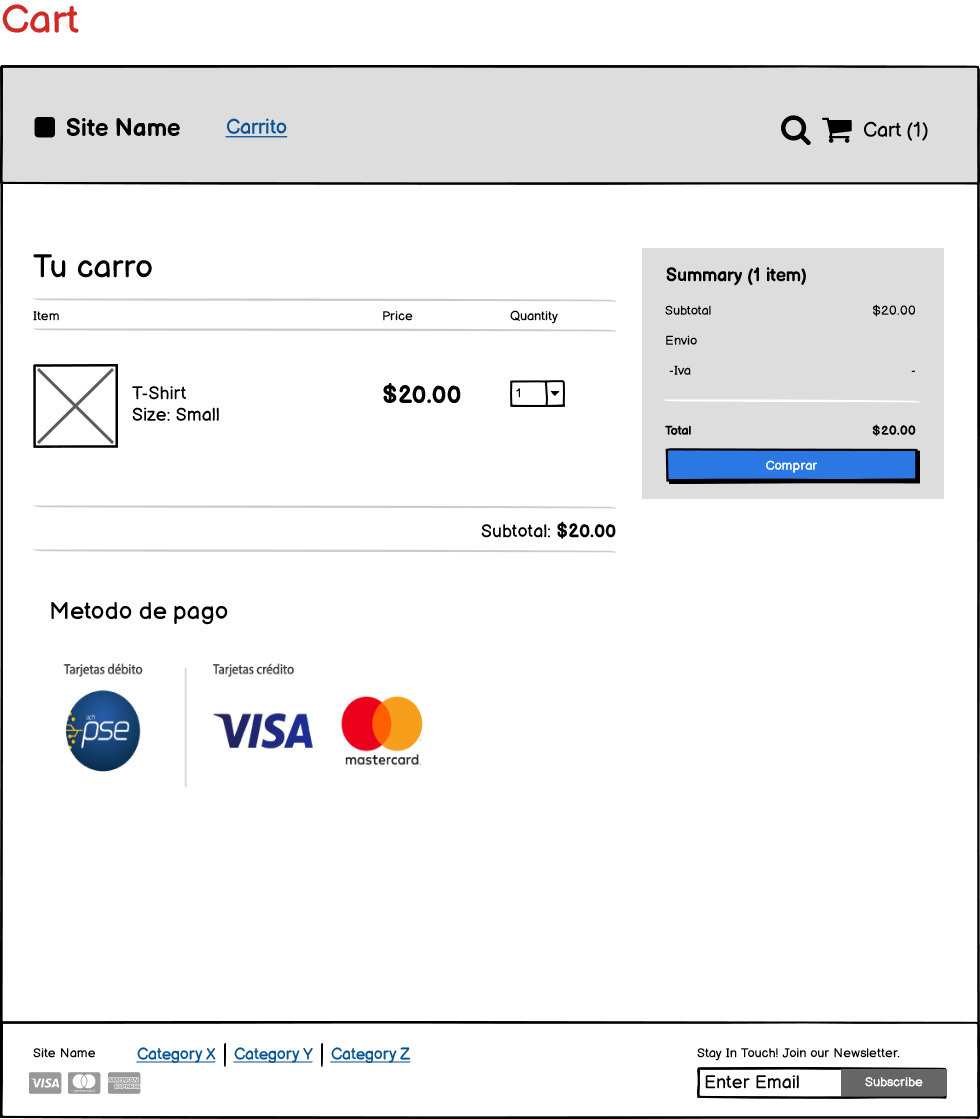 Cart
Site Name Carrito Cart (1)
Tu carro
Item Price Quantity
T-Shirt
Size: Small
$20.00
1
Subtotal: $20.00
Summary (1 item)
Subtotal $20.00
Envio
-Iva -
Total $20.00
Comprar
Metodo de pago
Tarjetas débito Tarjetas crédito
ach
pse
VISA
mastercard.
Site Name Category X Category Y Category Z
VISA
AMERICAN
EXPRESS
Stay In Touch! Join our Newsletter.
Enter Email Subscribe